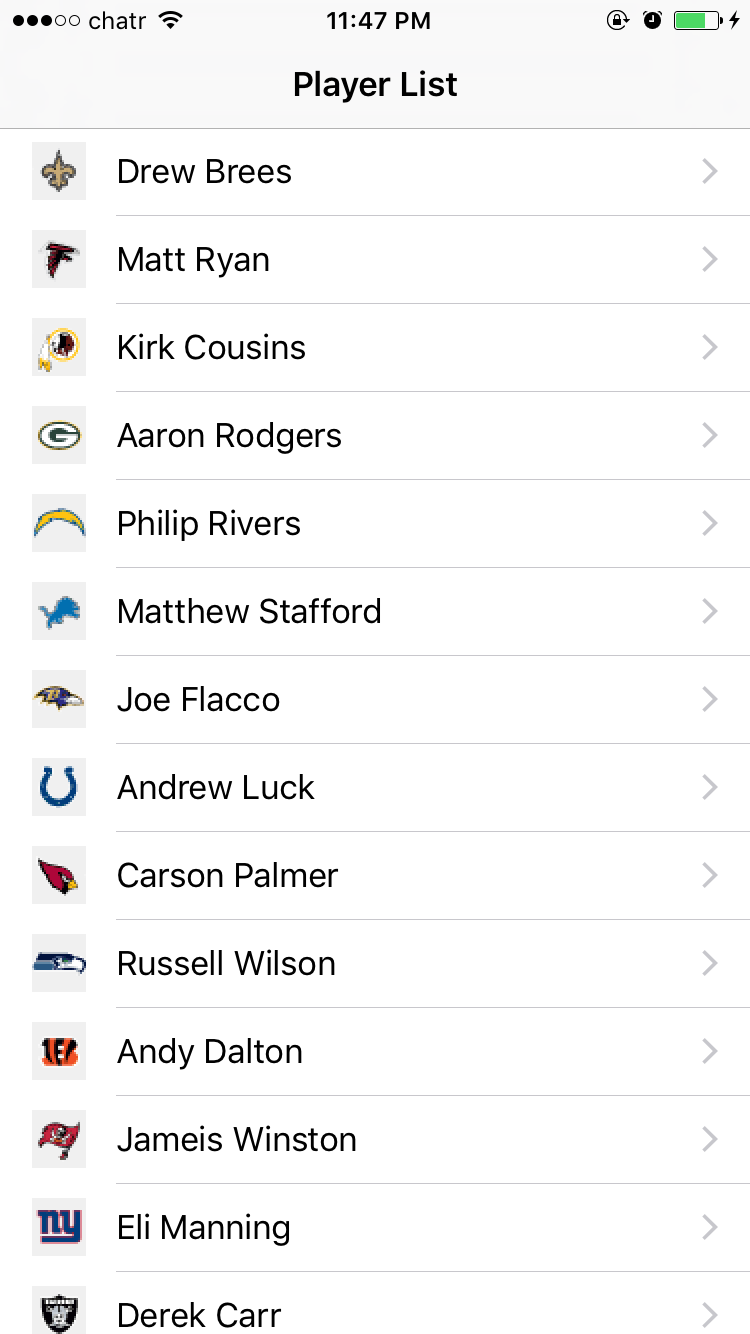 chatr 11:47 PM
Player List
Drew Brees
Matt Ryan
Kirk Cousins
Aaron Rodgers
Philip Rivers
Matthew Stafford
Joe Flacco
Andrew Luck
Carson Palmer
Russell Wilson
Andy Dalton
Jameis Winston
ny
Eli Manning
Derek Carr